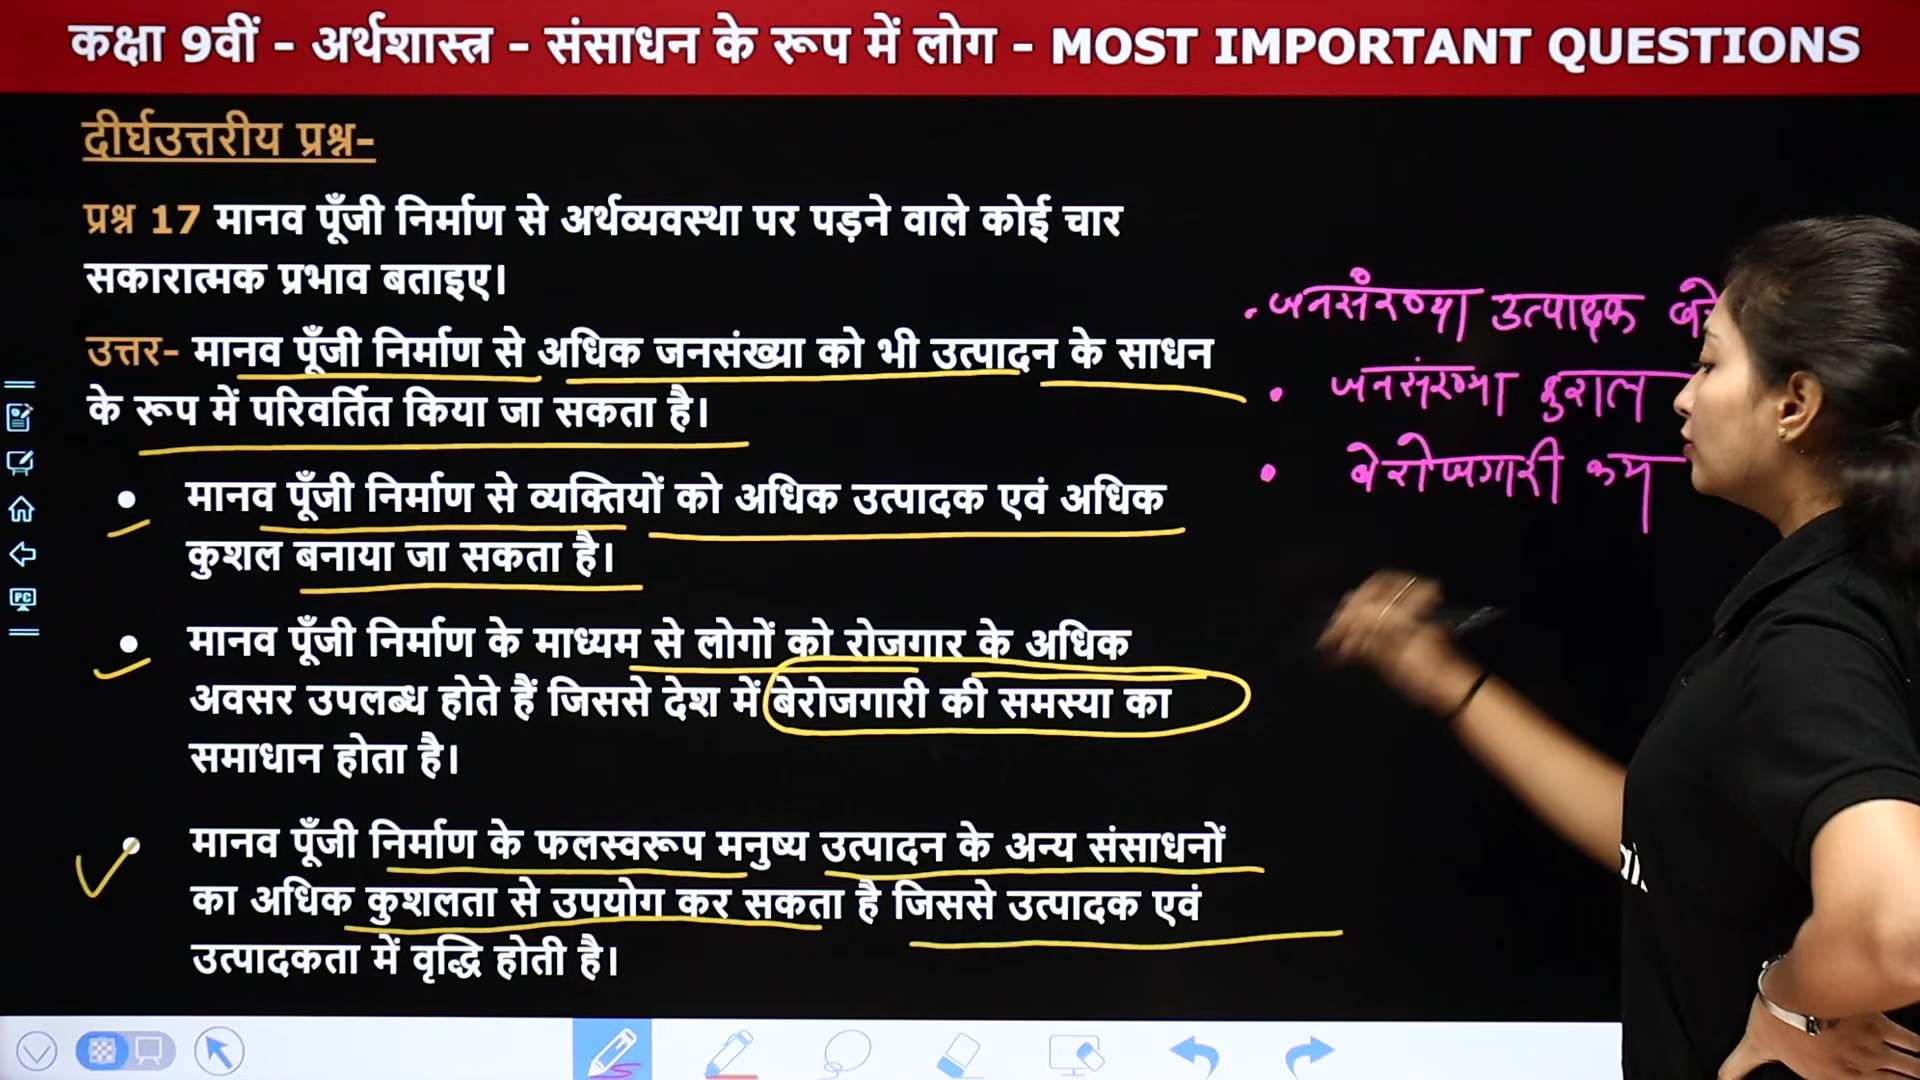 कक्षा 9वीं - अर्थशास्त्र - संसाधन के रूप में लोग - MOST IMPORTANT QUESTIONS
दीर्घउत्तरीय प्रश्न-
प्रश्न 17 मानव पूँजी निर्माण से अर्थव्यवस्था पर पड़ने वाले कोई चार
सकारात्मक प्रभाव बताइए।
उत्तर- मानव पूँजी निर्माण से अधिक जनसंख्या को भी उत्पादन के साधन
के रूप में परिवर्तित किया जा सकता है।
• मानव पूँजी निर्माण से व्यक्तियों को अधिक उत्पादक एवं अधिक
कुशल बनाया जा सकता है।
• मानव पूँजी निर्माण के माध्यम से लोगों को रोजगार के अधिक
अवसर उपलब्ध होते हैं जिससे देश में बेरोजगारी की समस्या का
समाधान होता है।
• मानव पूँजी निर्माण के फलस्वरूप मनुष्य उत्पादन के अन्य संसाधनों
का अधिक कुशलता से उपयोग कर सकता है जिससे उत्पादक एवं
उत्पादकता में वृद्धि होती है।
• जनसंख्या उत्पादक
• जनसंख्या कुशल
• बेरोजगारी कम
PC